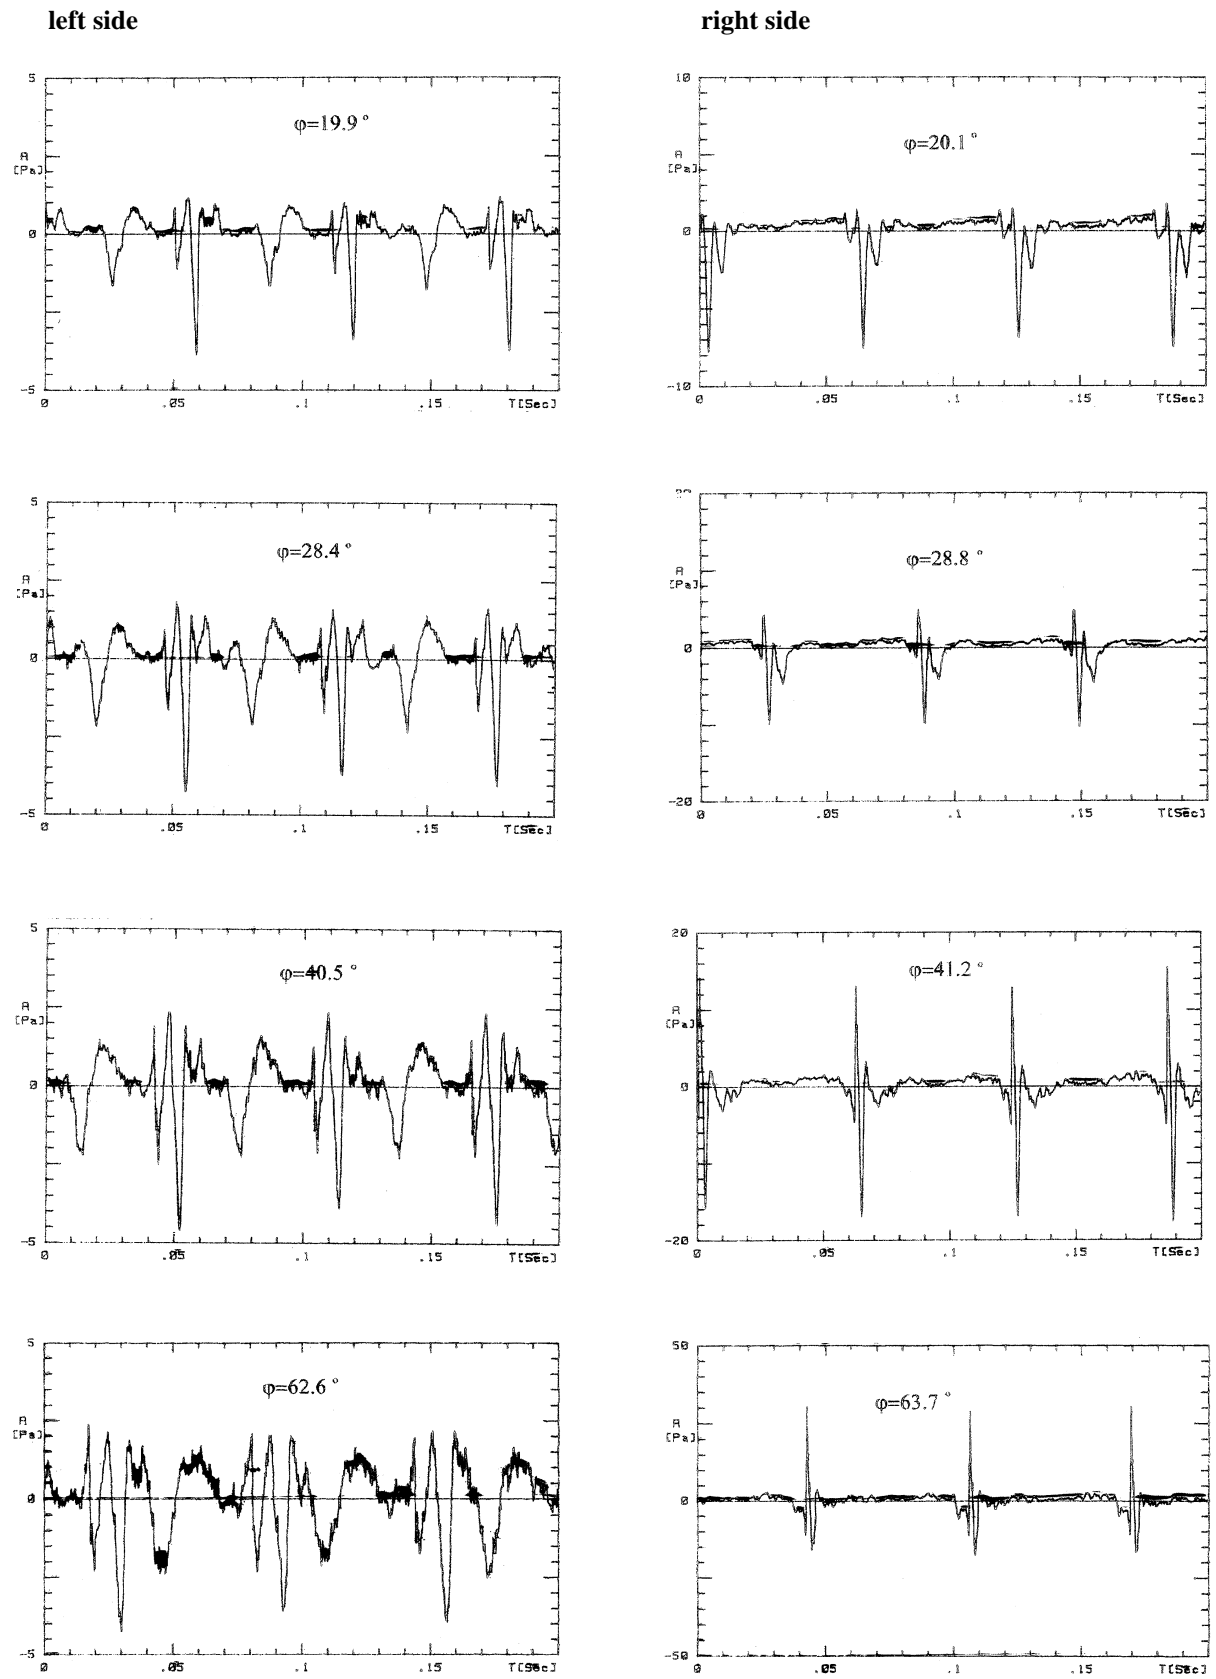 left side
right side
5
φ=19.9 °
A
[Pa]
0
-5
0
.05
.1
.15
T[Sec]
10
φ=20.1 °
A
[Pa]
0
-10
0
.05
.1
.15
T[Sec]
5
φ=28.4 °
A
[Pa]
0
-5
0
.05
.1
.15
T[Sec]
20
φ=28.8 °
A
[Pa]
0
-20
0
.05
.1
.15
T[Sec]
5
φ=40.5 °
A
[Pa]
0
-5
0
.05
.1
.15
T[Sec]
20
φ=41.2 °
A
[Pa]
0
-20
0
.05
.1
.15
T[Sec]
5
φ=62.6 °
A
[Pa]
0
-5
0
.05
.1
.15
T[Sec]
50
φ=63.7 °
A
[Pa]
0
-50
0
.05
.1
.15
T[Sec]